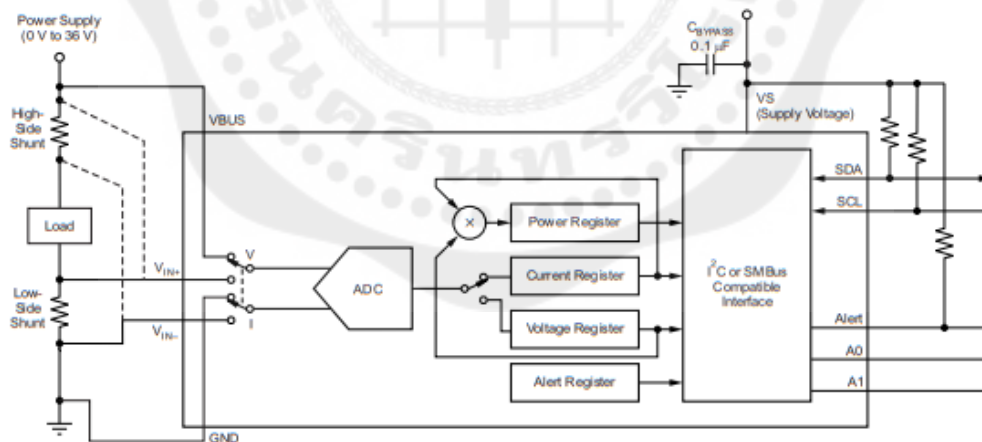 Power Supply
(0 V to 36 V)
CBYPASS
0.1 µF
VS
(Supply Voltage)
High-
Side
Shunt
VBUS
SDA
SCL
Load
Power Register
V
VIN+
ADC
Current Register
I²C or SMBus
Compatible
Interface
Low-
Side
Shunt
I
VIN–
Voltage Register
Alert
Alert Register
A0
A1
GND